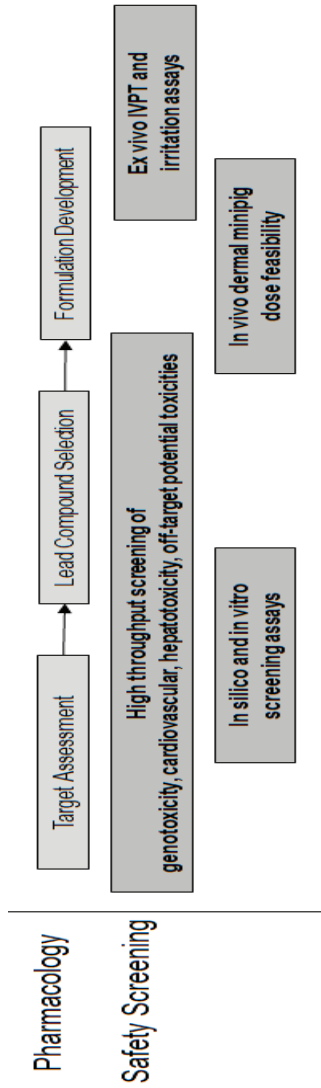 Pharmacology
Target Assessment
Lead Compound Selection
Formulation Development
Safety Screening
High throughput screening of
genotoxicity, cardiovascular, hepatotoxicity, off-target potential toxicities
Ex vivo IVPT and
irritation assays
In silico and in vitro
screening assays
In vivo dermal minipig
dose feasibility